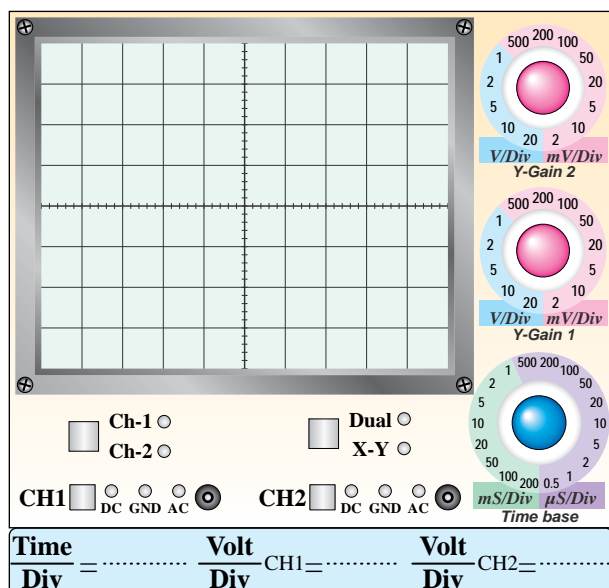 500 200 100
1 50
2 20
5 5
10 10
20 2
V/Div mV/Div
Y-Gain 2
500 200 100
1 50
2 20
5 5
10 10
20 2
V/Div mV/Div
Y-Gain 1
1 500 200 100
2 50
5 20
10 10
20 5
50 2
100 200 0.5 1
mS/Div µS/Div
Time base
Ch-1 Dual
Ch-2 X-Y
CH1 DC GND AC CH2 DC GND AC
Time/Div = ············ Volt/Div CH1= ············ Volt/Div CH2= ············